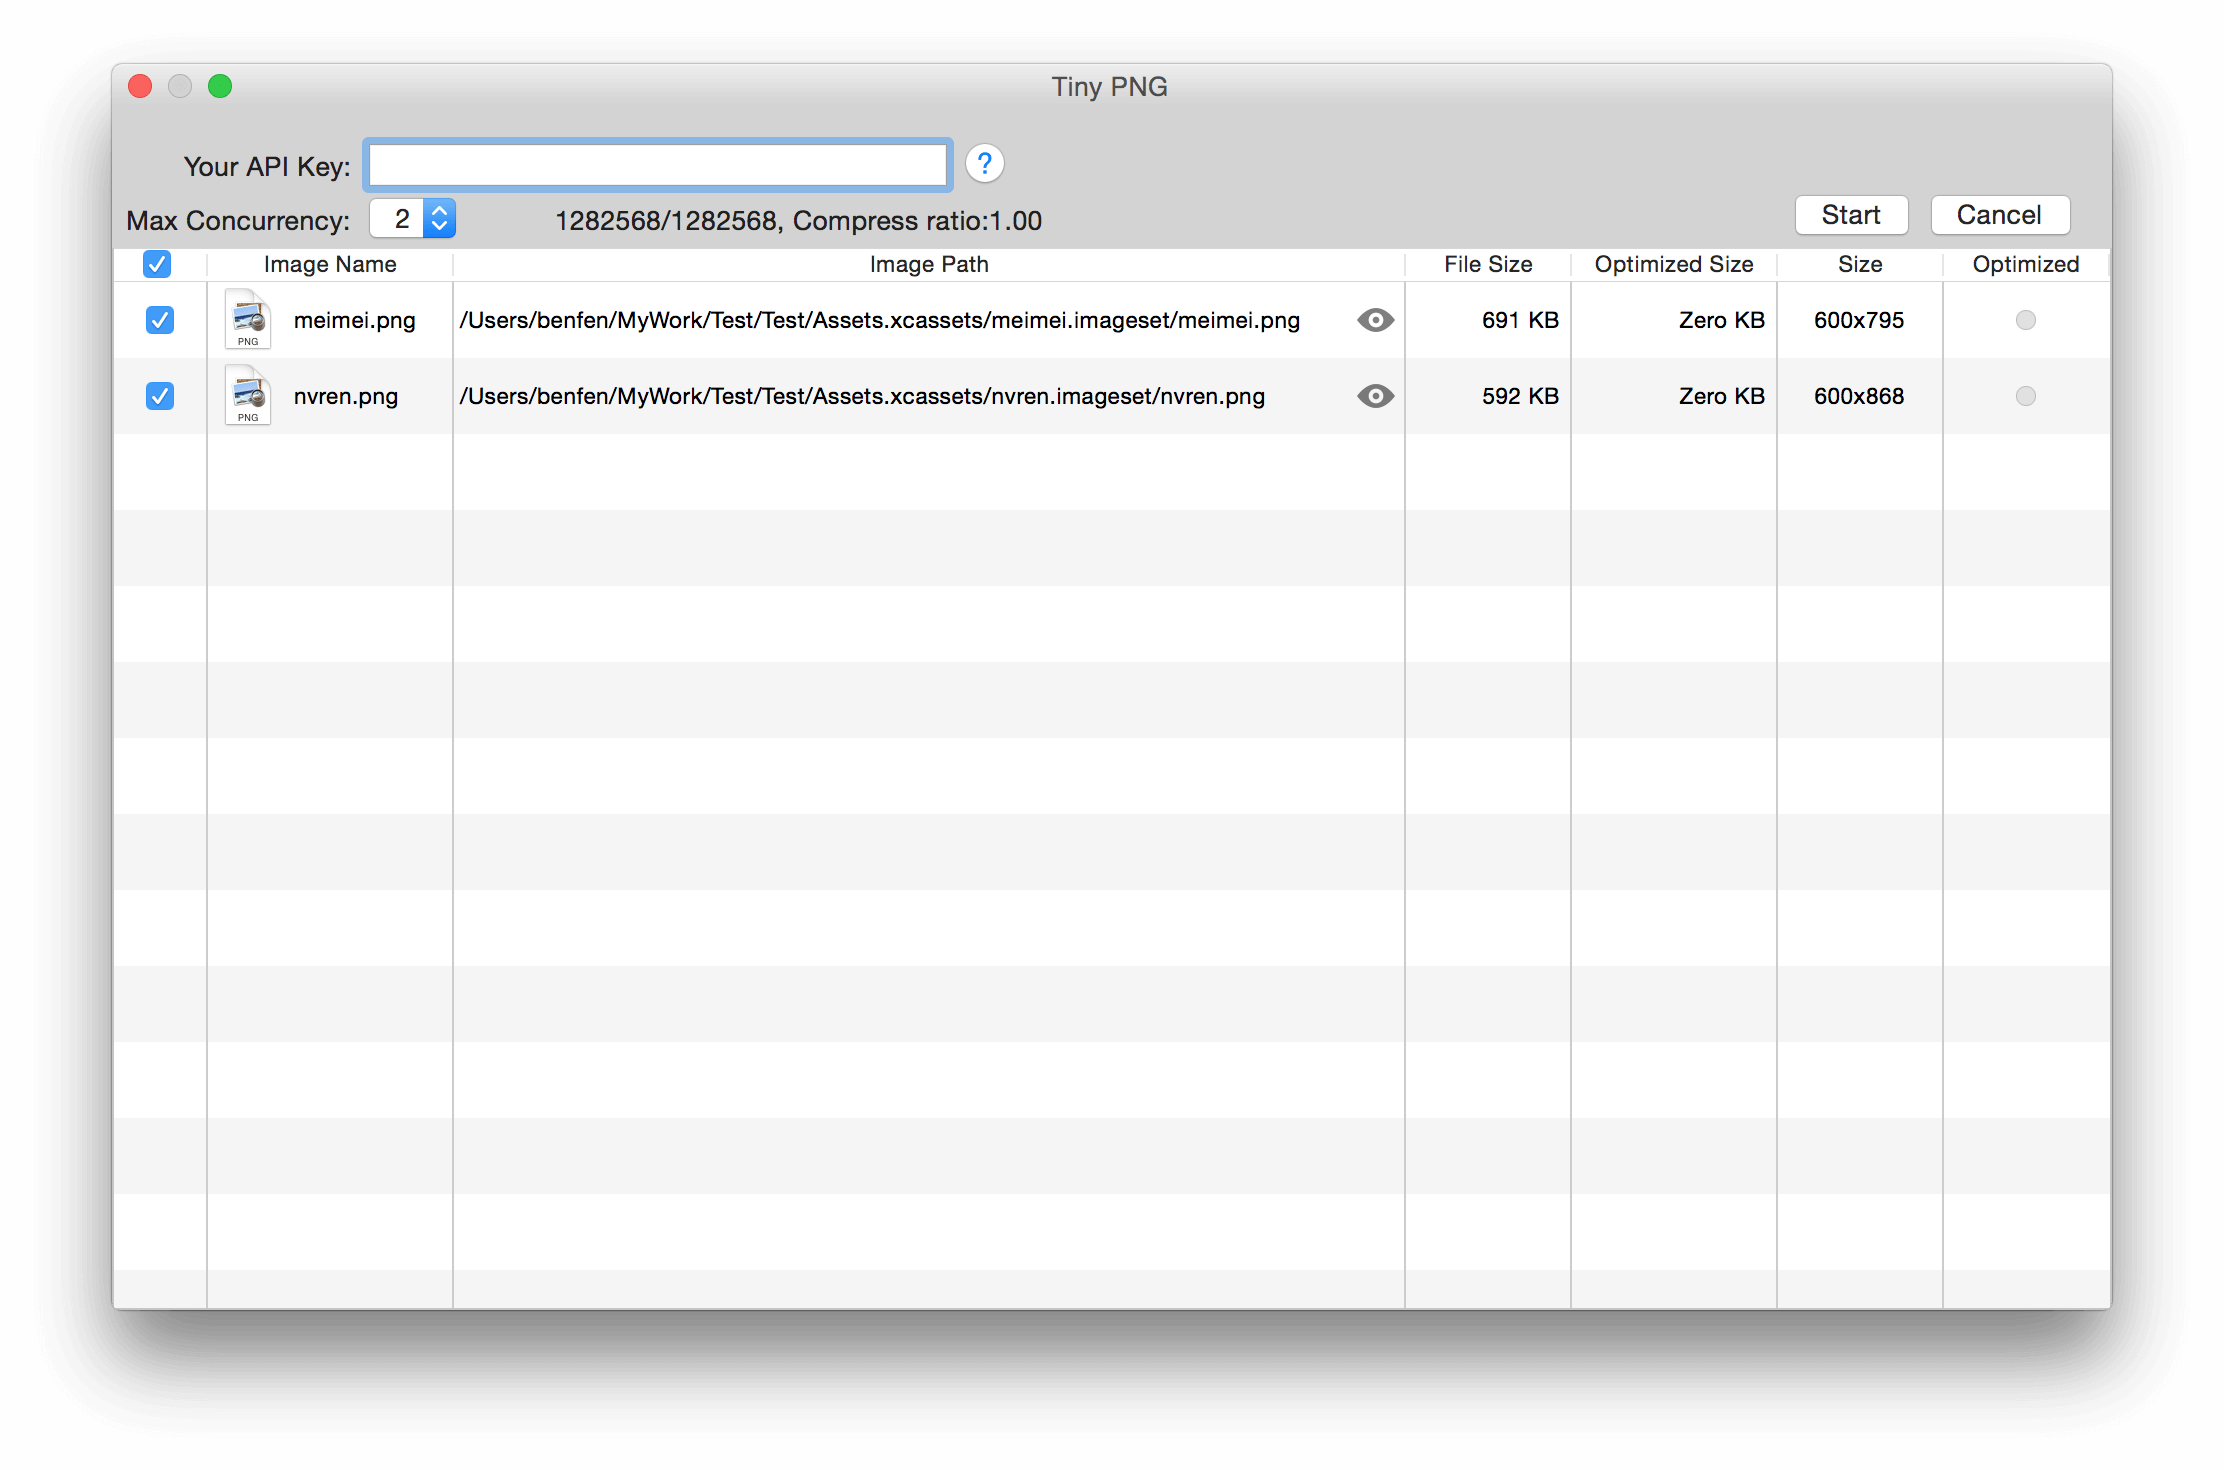 Tiny PNG
Your API Key: ?
Max Concurrency: 2 1282568/1282568, Compress ratio:1.00 Start Cancel
Image Name Image Path File Size Optimized Size Size Optimized
PNG meimei.png /Users/benfen/MyWork/Test/Test/Assets.xcassets/meimei.imageset/meimei.png 691 KB Zero KB 600x795
PNG nvren.png /Users/benfen/MyWork/Test/Test/Assets.xcassets/nvren.imageset/nvren.png 592 KB Zero KB 600x868